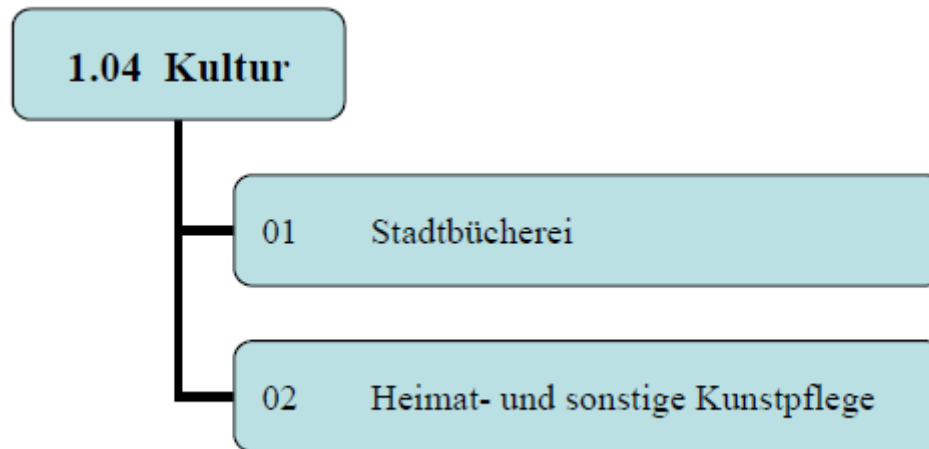 1.04 Kultur
01 Stadtbücherei
02 Heimat- und sonstige Kunstpflege